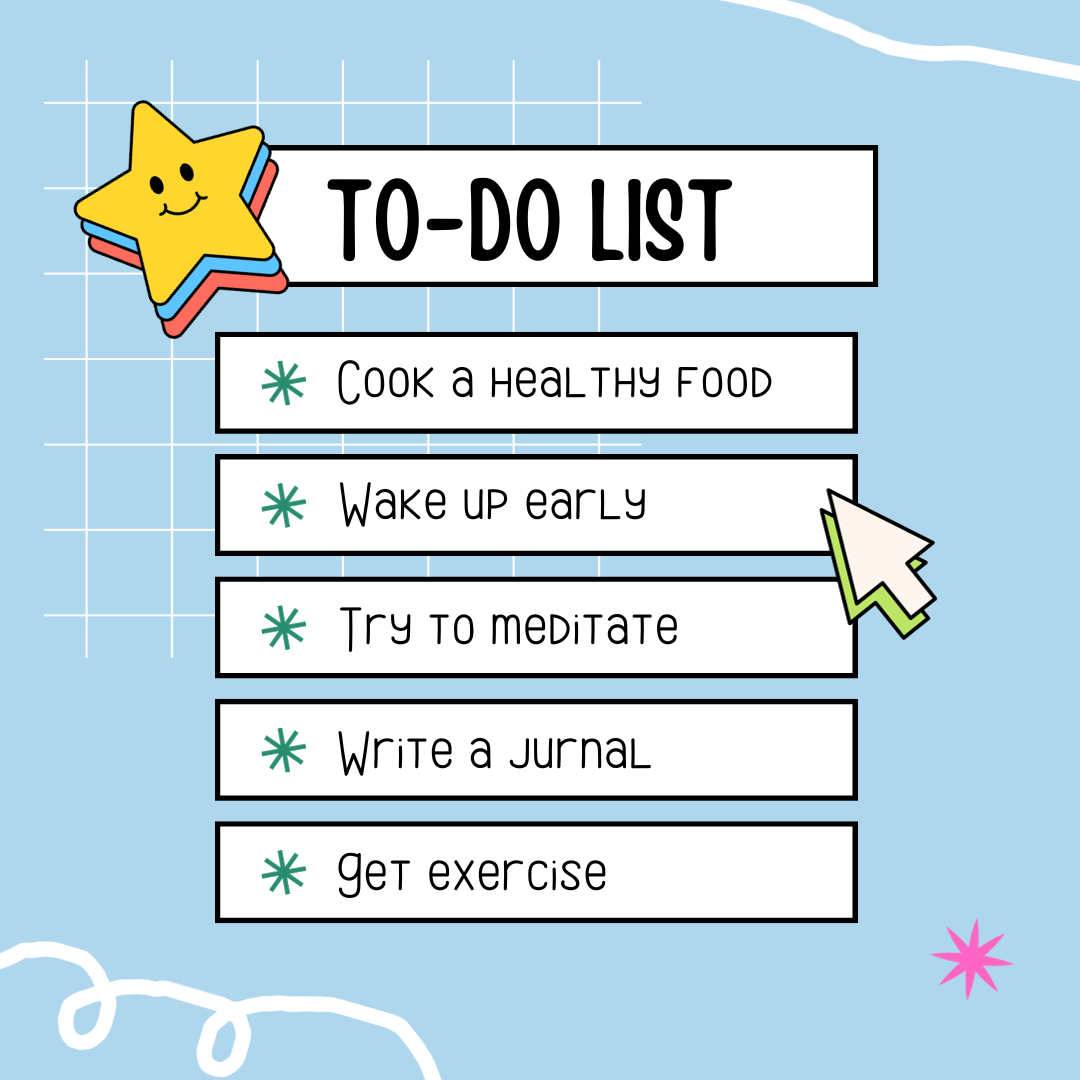 TO-DO LIST
Cook a healthy food
Wake up early
Try to meditate
Write a jurnal
get exercise